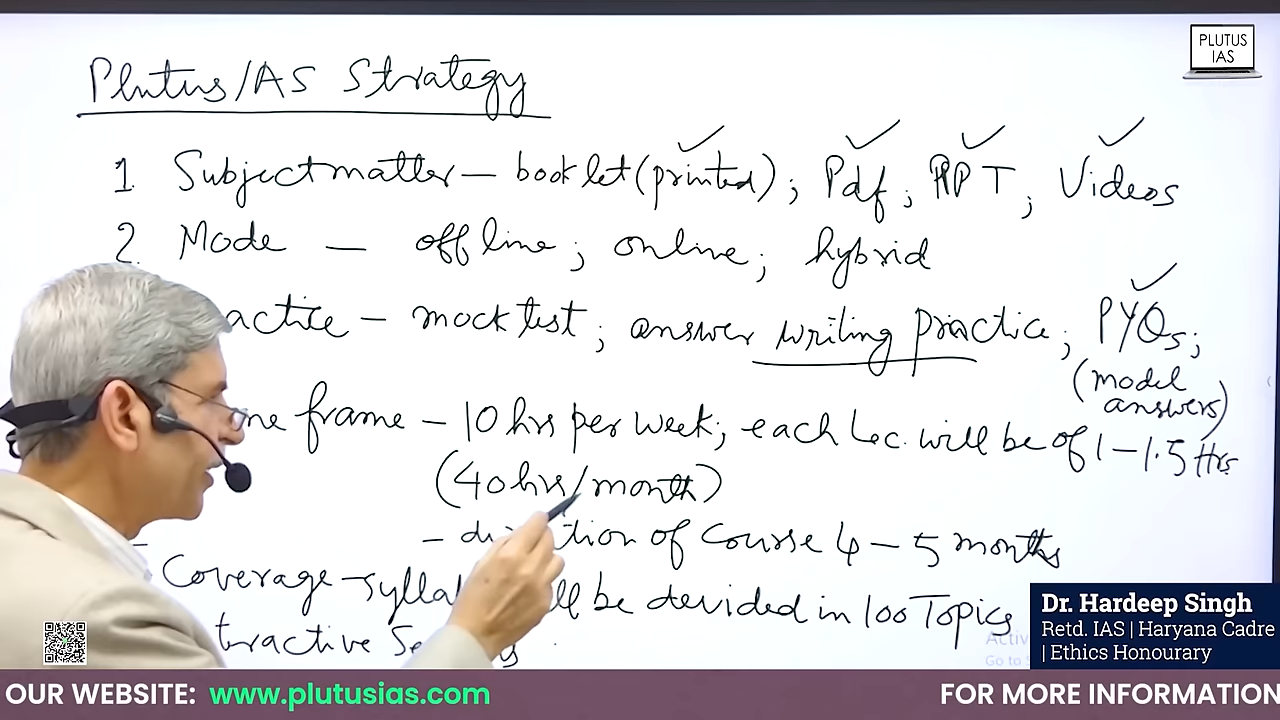 PLUTUS
IAS
Plutus IAS Strategy
1. Subject matter – booklet (printed); Pdf; PPT; Videos
2. Mode – offline; online; hybrid
actice – mock test; answer writing practice; PYQs;
(model answers)
me frame – 10 hrs per week; each Lec. will be of 1 – 1.5 Hrs.
(40 hrs/month)
– of Course 4 – 5 months
Coverage – be devided in 100 Topics
teractive
Dr. Hardeep Singh
Retd. IAS | Haryana Cadre
| Ethics Honourary
OUR WEBSITE: www.plutusias.com
FOR MORE INFORMATION